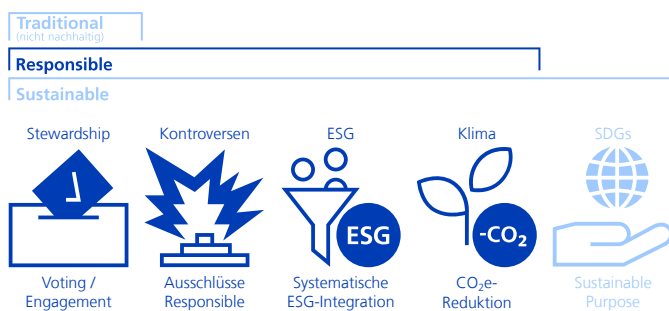 Traditional
(nicht nachhaltig)
Responsible
Sustainable
Stewardship
Kontroversen
ESG
Klima
SDGs
ESG
-CO₂
Voting /
Engagement
Ausschlüsse
Responsible
Systematische
ESG-Integration
CO₂e-
Reduktion
Sustainable
Purpose